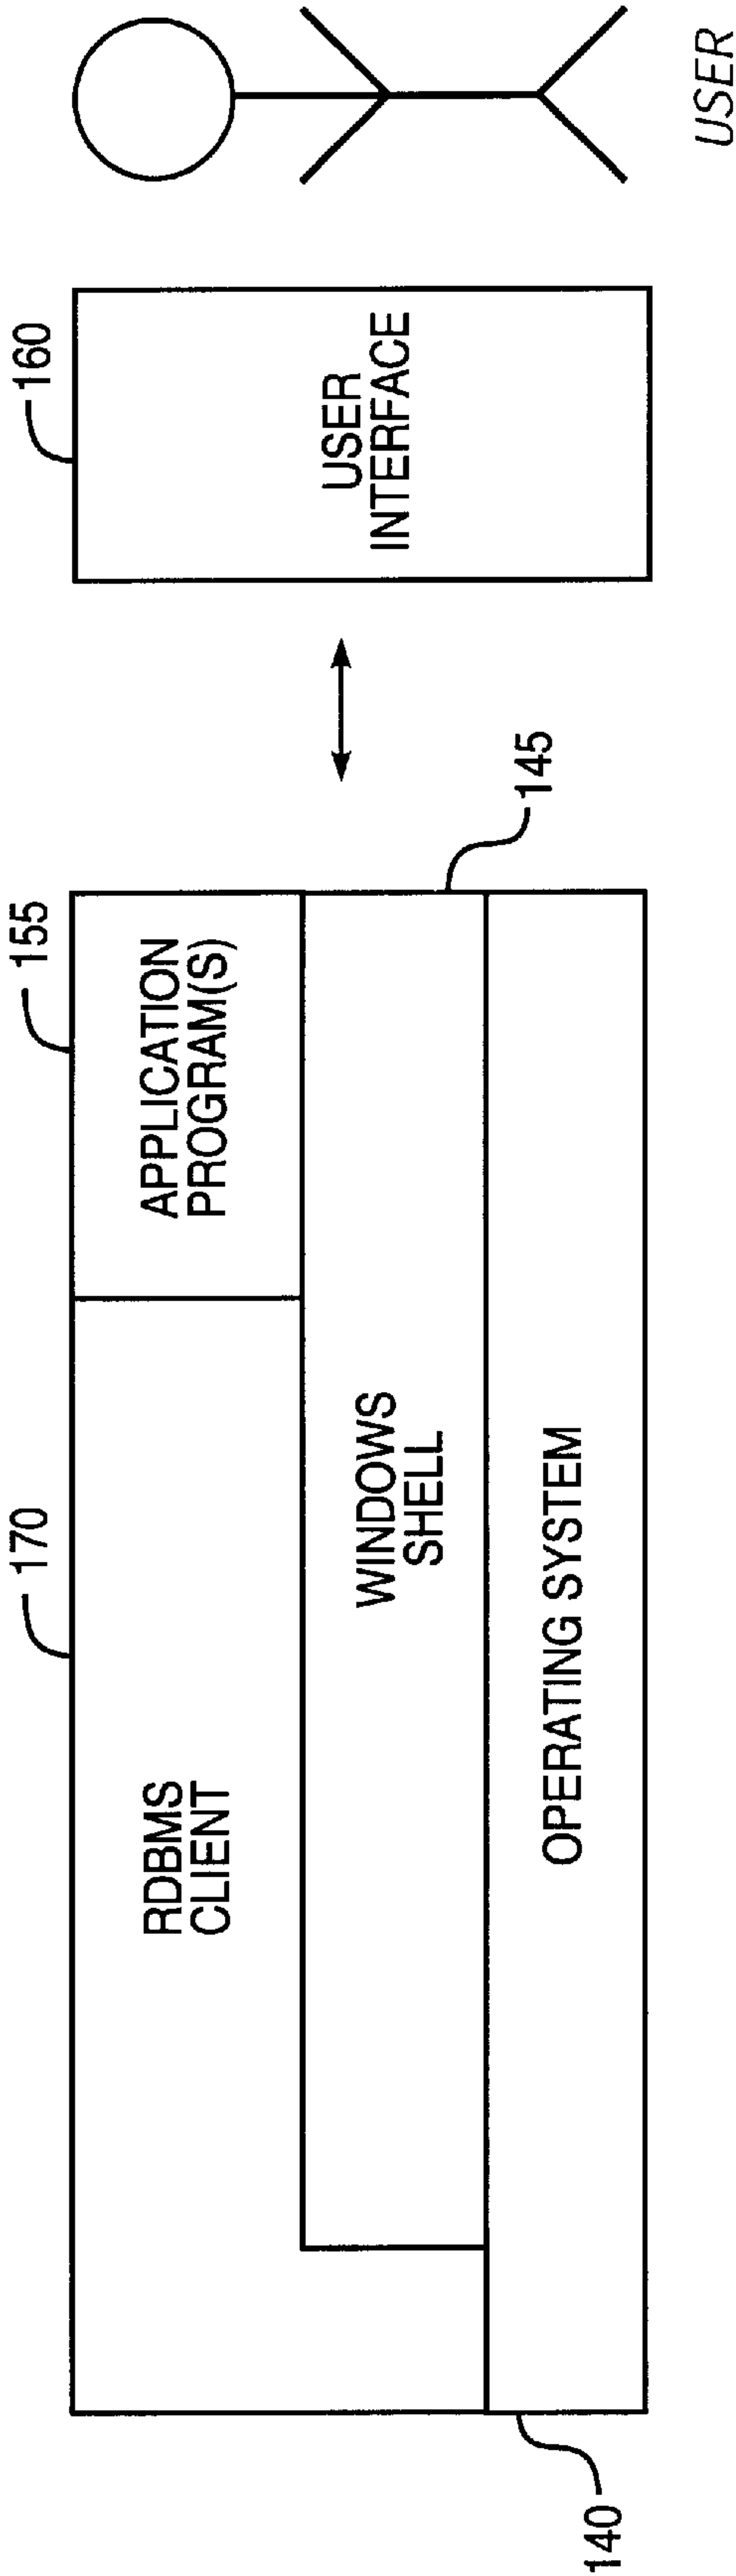 170
155
160
RDBMS
CLIENT
APPLICATION
PROGRAM(S)
USER
INTERFACE
WINDOWS
SHELL
145
OPERATING SYSTEM
140
USER